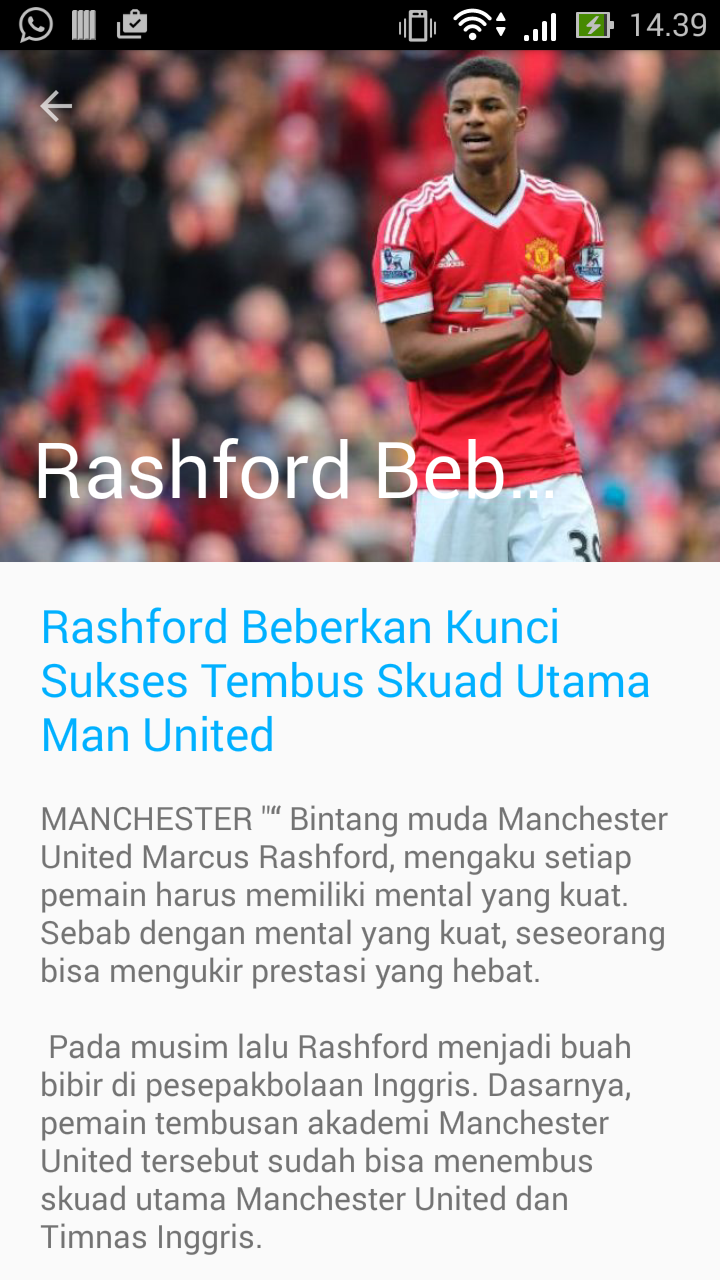 14.39
Rashford Beb...
39
Rashford Beberkan Kunci
Sukses Tembus Skuad Utama
Man United
MANCHESTER "“ Bintang muda Manchester
United Marcus Rashford, mengaku setiap
pemain harus memiliki mental yang kuat.
Sebab dengan mental yang kuat, seseorang
bisa mengukir prestasi yang hebat.
Pada musim lalu Rashford menjadi buah
bibir di pesepakbolaan Inggris. Dasarnya,
pemain tembusan akademi Manchester
United tersebut sudah bisa menembus
skuad utama Manchester United dan
Timnas Inggris.